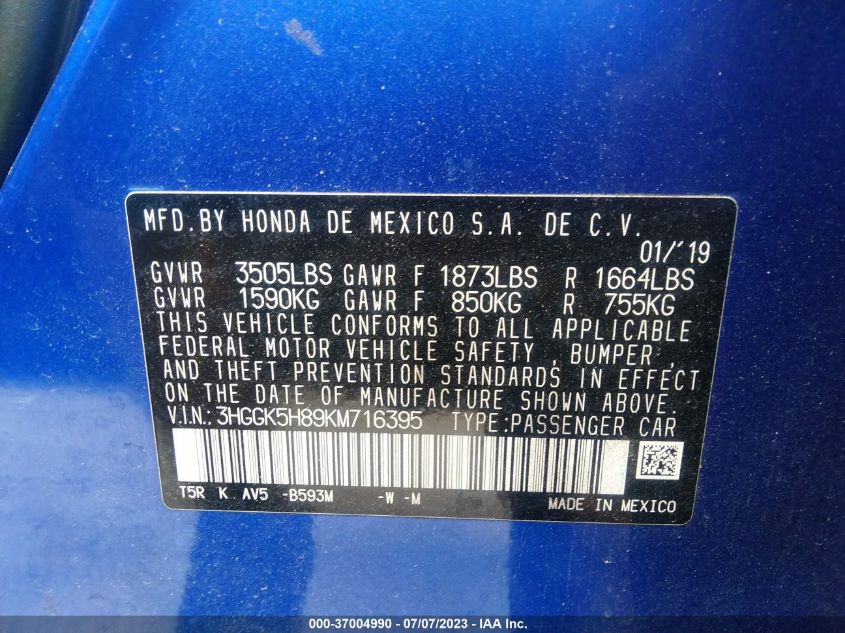 MFD.BY HONDA DE MEXICO S.A. DE C.V.
01/'19
GVWR 3505LBS GAWR F 1873LBS R 1664LBS
GVWR 1590KG GAWR F 850KG R 755KG
THIS VEHICLE CONFORMS TO ALL APPLICABLE
FEDERAL MOTOR VEHICLE SAFETY , BUMPER ,
AND THEFT PREVENTION STANDARDS IN EFFECT
ON THE DATE OF MANUFACTURE SHOWN ABOVE.
V.I.N.: 3HGGK5H89KM716395 TYPE:PASSENGER CAR
T5R K AV5 -B593M -W -M
MADE IN MEXICO
000-37004990 - 07/07/2023 - IAA Inc.